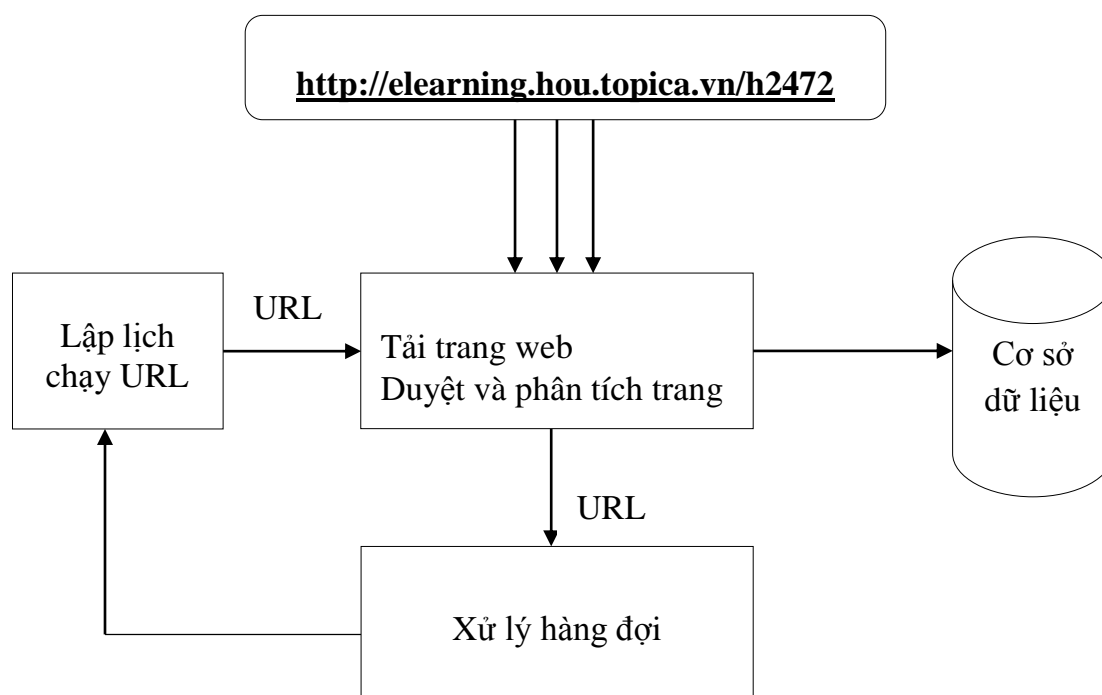 http://elearning.hou.topica.vn/h2472
URL
Lập lịch
chạy URL
Tải trang web
Duyệt và phân tích trang
Cơ sở
dữ liệu
URL
Xử lý hàng đợi